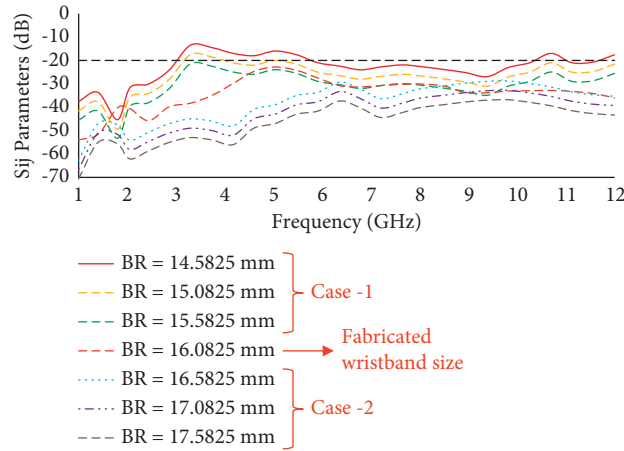 Sij Parameters (dB)
0
-10
-20
-30
-40
-50
-60
-70
1 2 3 4 5 6 7 8 9 10 11 12
Frequency (GHz)
BR = 14.5825 mm
BR = 15.0825 mm
BR = 15.5825 mm
Case -1
BR = 16.0825 mm
Fabricated
wristband size
BR = 16.5825 mm
BR = 17.0825 mm
BR = 17.5825 mm
Case -2